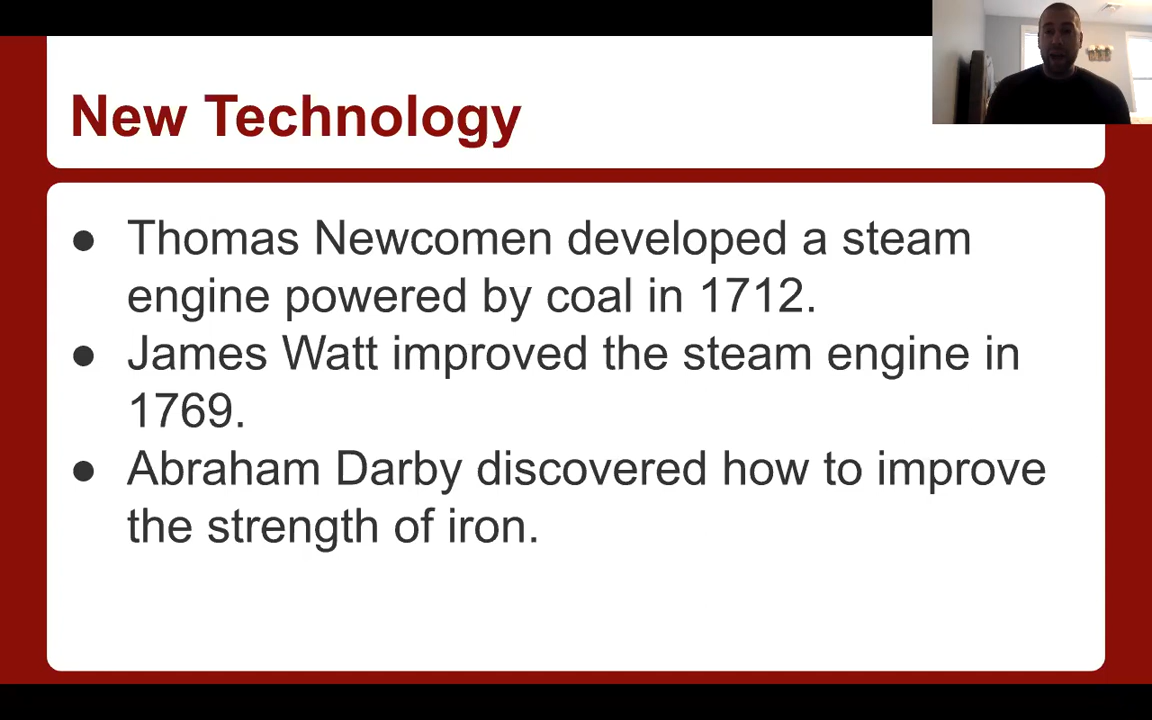 New Technology
● Thomas Newcomen developed a steam
engine powered by coal in 1712.
● James Watt improved the steam engine in
1769.
● Abraham Darby discovered how to improve
the strength of iron.